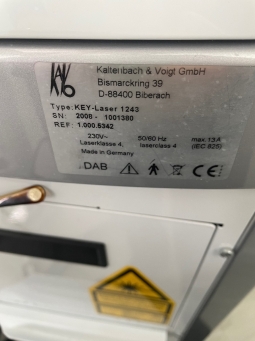 KaVo
Kaltenbach & Voigt GmbH
Bismarckring 39
D-88400 Biberach
Type: KEY-Laser 1243
SN: 2008 - 1001380
REF: 1.000.5342
230V~ 50/60 Hz max. 13A
Laserklasse 4, laserclass 4 (IEC 825)
Made in Germany
DAB